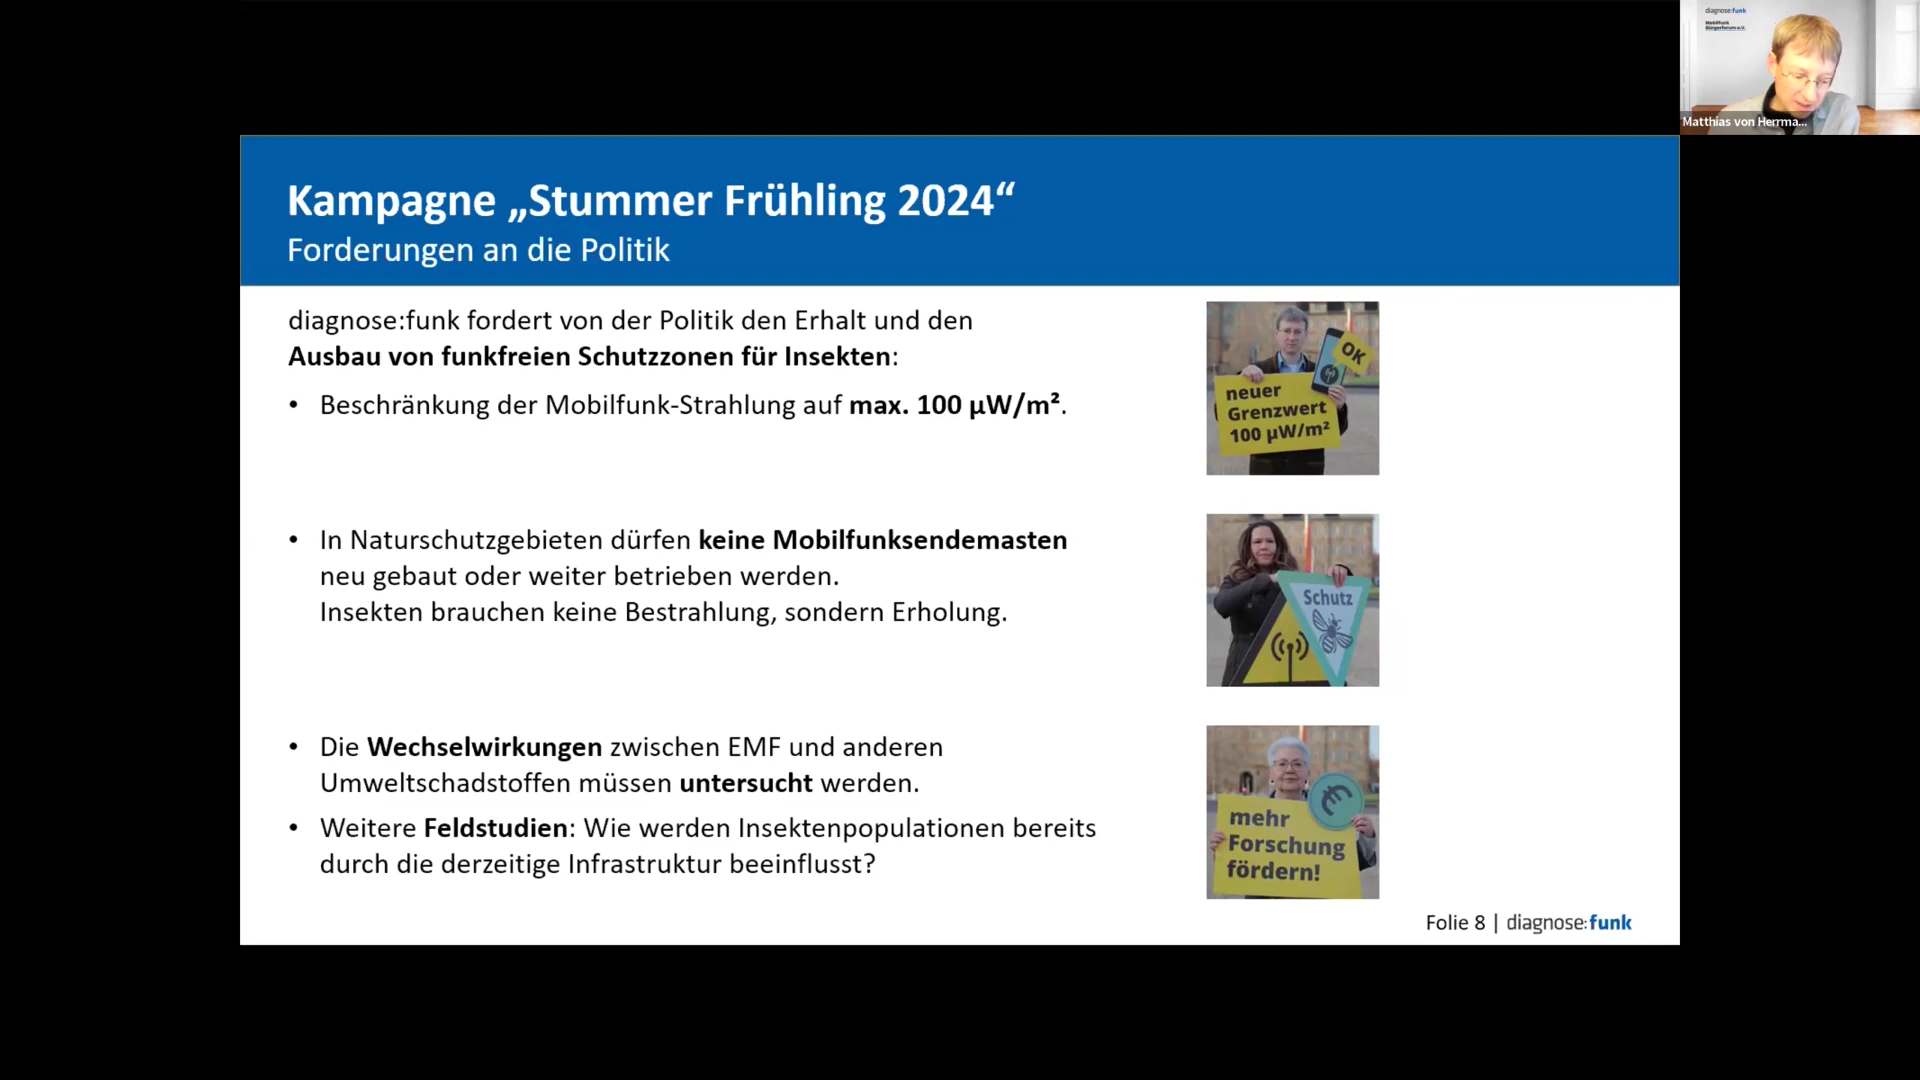 diagnose:funk
Mobilfunk
Bürgerforum e.V.
Matthias von Herrma...
Kampagne „Stummer Frühling 2024“
Forderungen an die Politik
diagnose:funk fordert von der Politik den Erhalt und den
Ausbau von funkfreien Schutzzonen für Insekten:
• Beschränkung der Mobilfunk-Strahlung auf max. 100 µW/m².
OK
neuer
Grenzwert
100 µW/m²
• In Naturschutzgebieten dürfen keine Mobilfunksendemasten
neu gebaut oder weiter betrieben werden.
Insekten brauchen keine Bestrahlung, sondern Erholung.
Schutz
• Die Wechselwirkungen zwischen EMF und anderen
Umweltschadstoffen müssen untersucht werden.
• Weitere Feldstudien: Wie werden Insektenpopulationen bereits
durch die derzeitige Infrastruktur beeinflusst?
€
mehr
Forschung
fördern!
Folie 8 | diagnose:funk